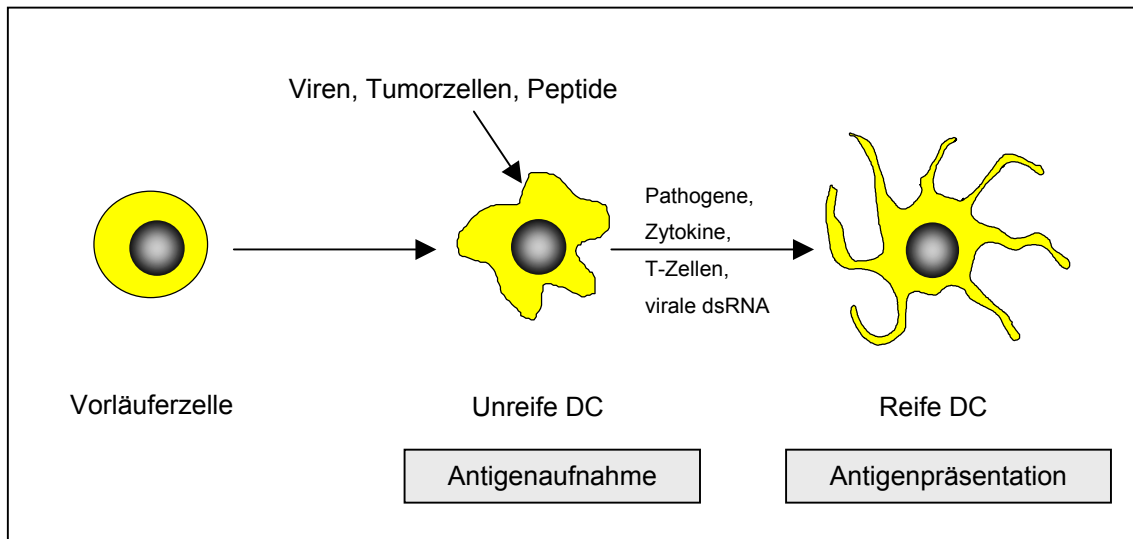 Viren, Tumorzellen, Peptide
Pathogene,
Zytokine,
T-Zellen,
virale dsRNA
Vorläuferzelle
Unreife DC
Reife DC
Antigenaufnahme
Antigenpräsentation